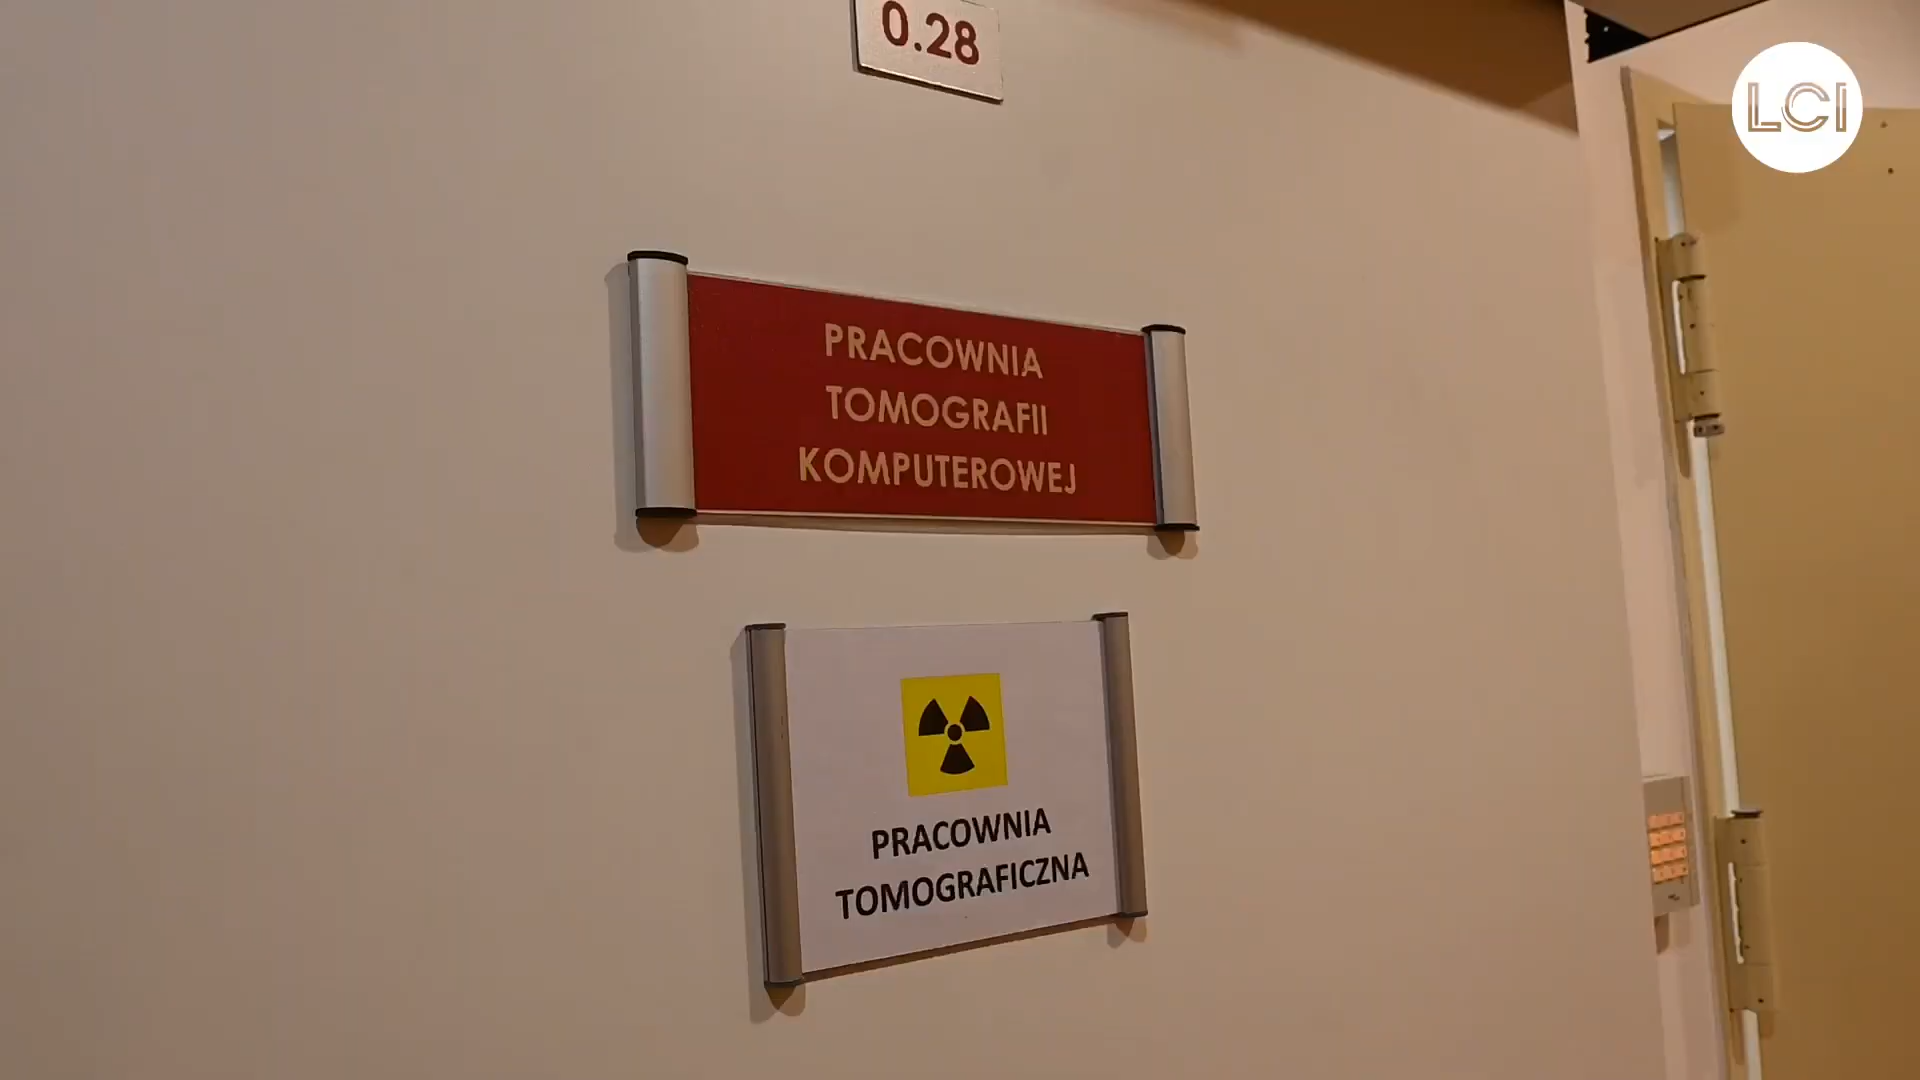 0.28
LCI
PRACOWNIA
TOMOGRAFII
KOMPUTEROWEJ
PRACOWNIA
TOMOGRAFICZNA